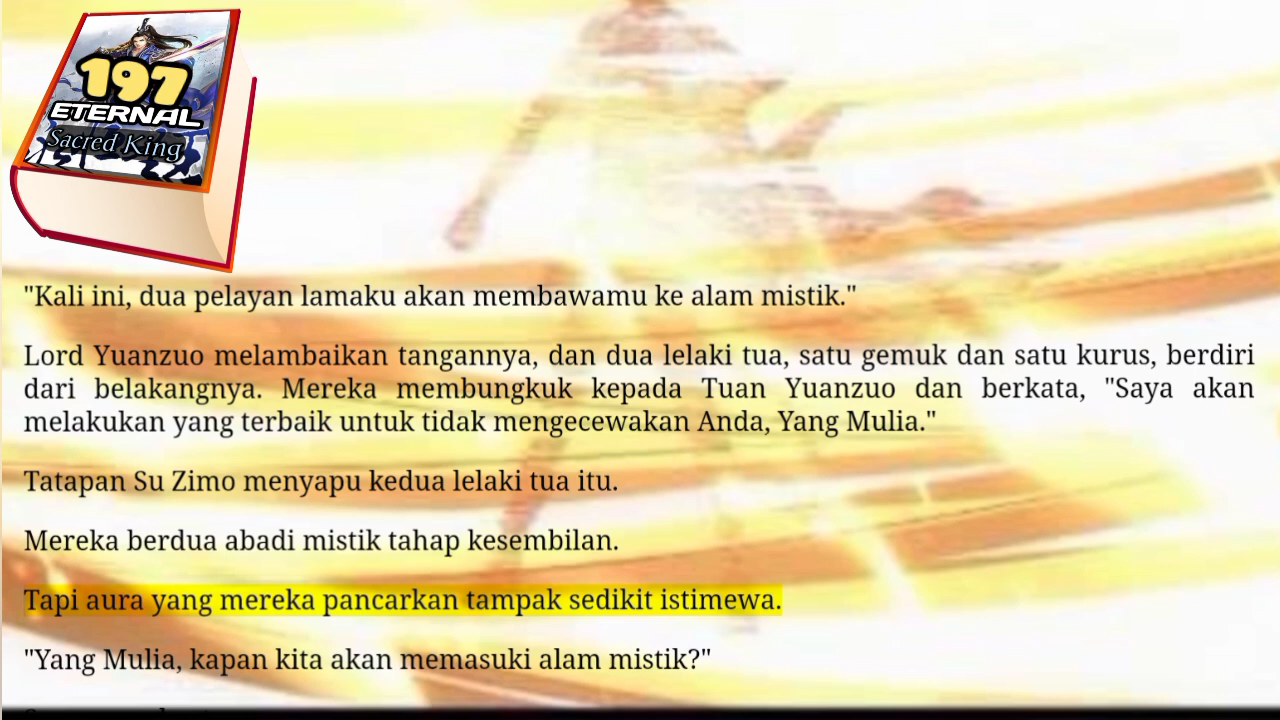 197
ETERNAL
Sacred King
"Kali ini, dua pelayan lamaku akan membawamu ke alam mistik."
Lord Yuanzuo melambaikan tangannya, dan dua lelaki tua, satu gemuk dan satu kurus, berdiri
dari belakangnya. Mereka membungkuk kepada Tuan Yuanzuo dan berkata, "Saya akan
melakukan yang terbaik untuk tidak mengecewakan Anda, Yang Mulia."
Tatapan Su Zimo menyapu kedua lelaki tua itu.
Mereka berdua abadi mistik tahap kesembilan.
Tapi aura yang mereka pancarkan tampak sedikit istimewa.
"Yang Mulia, kapan kita akan memasuki alam mistik?"